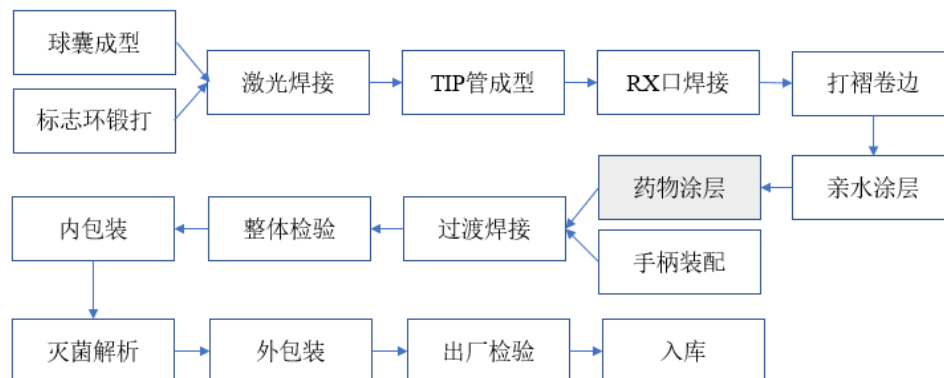 球囊成型
标志环锻打
激光焊接
TIP管成型
RX口焊接
打褶卷边
亲水涂层
药物涂层
手柄装配
过渡焊接
整体检验
内包装
灭菌解析
外包装
出厂检验
入库